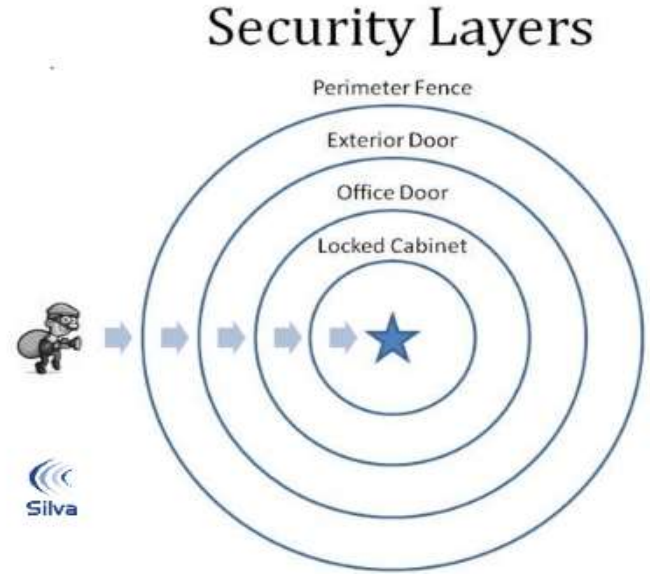 Security Layers
Perimeter Fence
Exterior Door
Office Door
Locked Cabinet
Silva